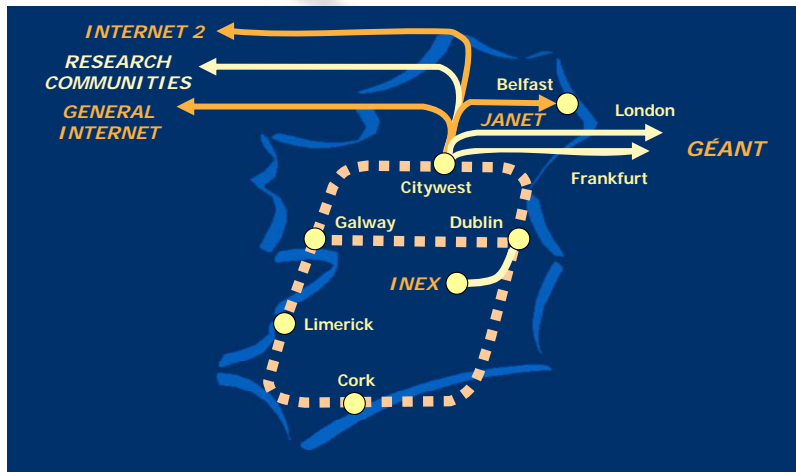 INTERNET 2
RESEARCH
COMMUNITIES
GENERAL
INTERNET
Belfast
JANET
London
GÉANT
Frankfurt
Citywest
Galway
Dublin
INEX
Limerick
Cork